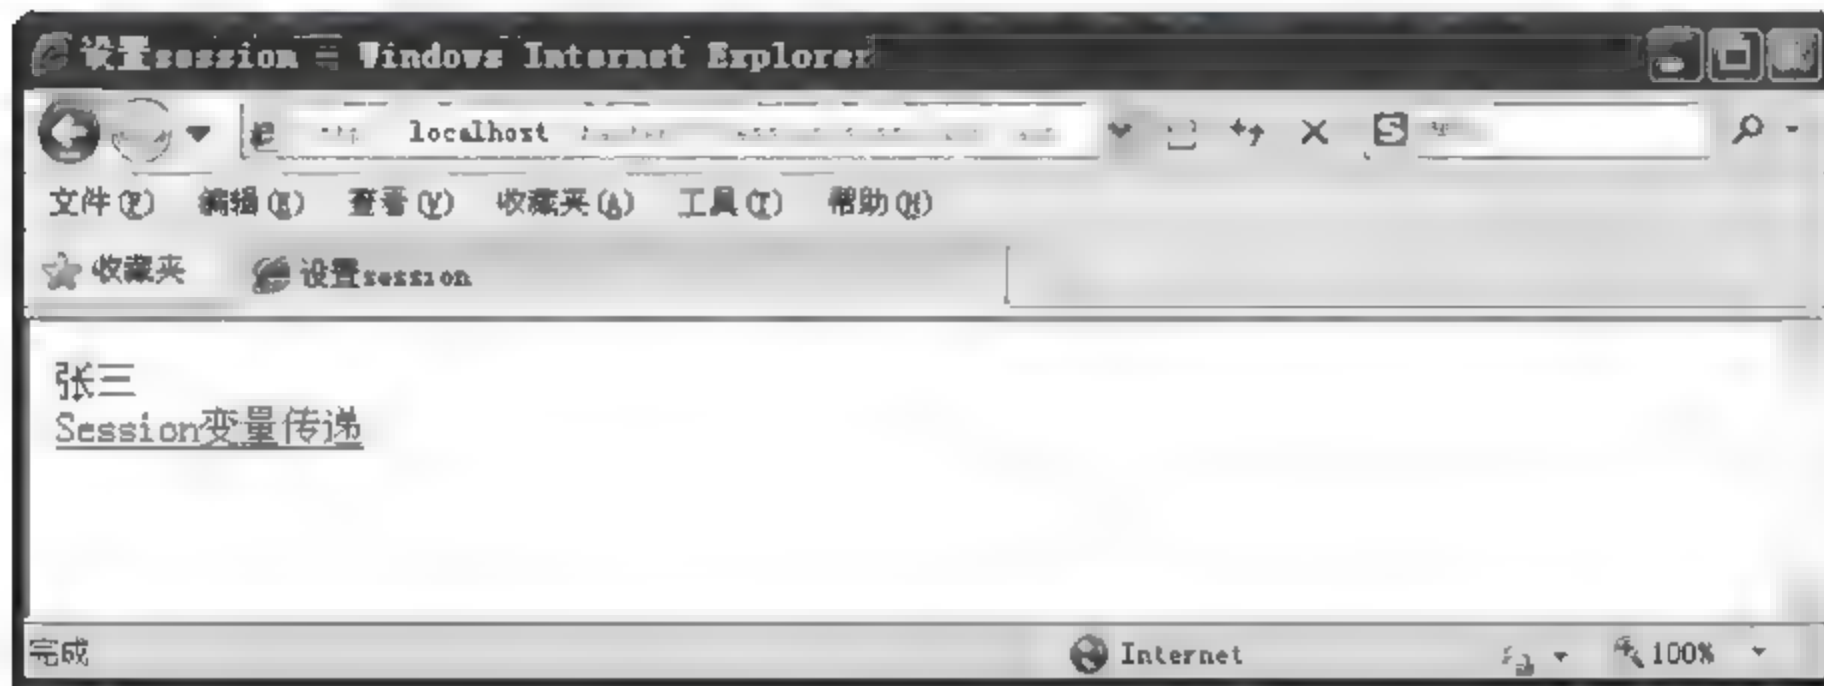 设置session - Windows Internet Explorer
localhost
文件(F) 编辑(E) 查看(V) 收藏夹(A) 工具(T) 帮助(H)
收藏夹 设置session
张三
Session变量传递
完成 Internet 100%